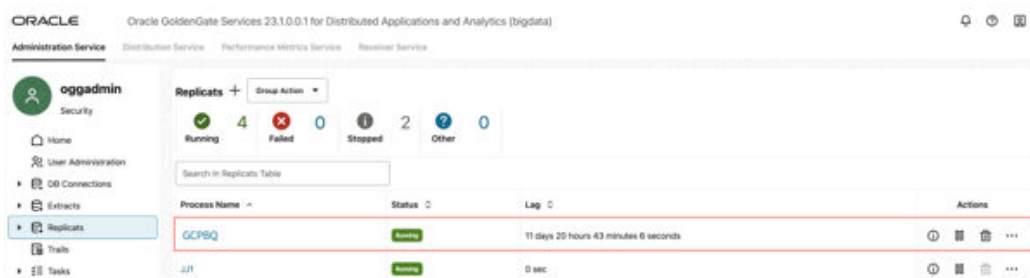 ORACLE Oracle GoldenGate Services 23.1.0.0.1 for Distributed Applications and Analytics (bigdata)
Administration Service Distribution Service Performance Metrics Service Receiver Service
oggadmin
Security
Home
User Administration
DB Connections
Extracts
Replicats
Trails
Tasks
Replicats + Group Action
4 0 2 0
Running Failed Stopped Other
Search in Replicats Table
Process Name Status Lag Actions
GCPBQ Running 11 days 20 hours 43 minutes 6 seconds
JJ1 Running 0 sec